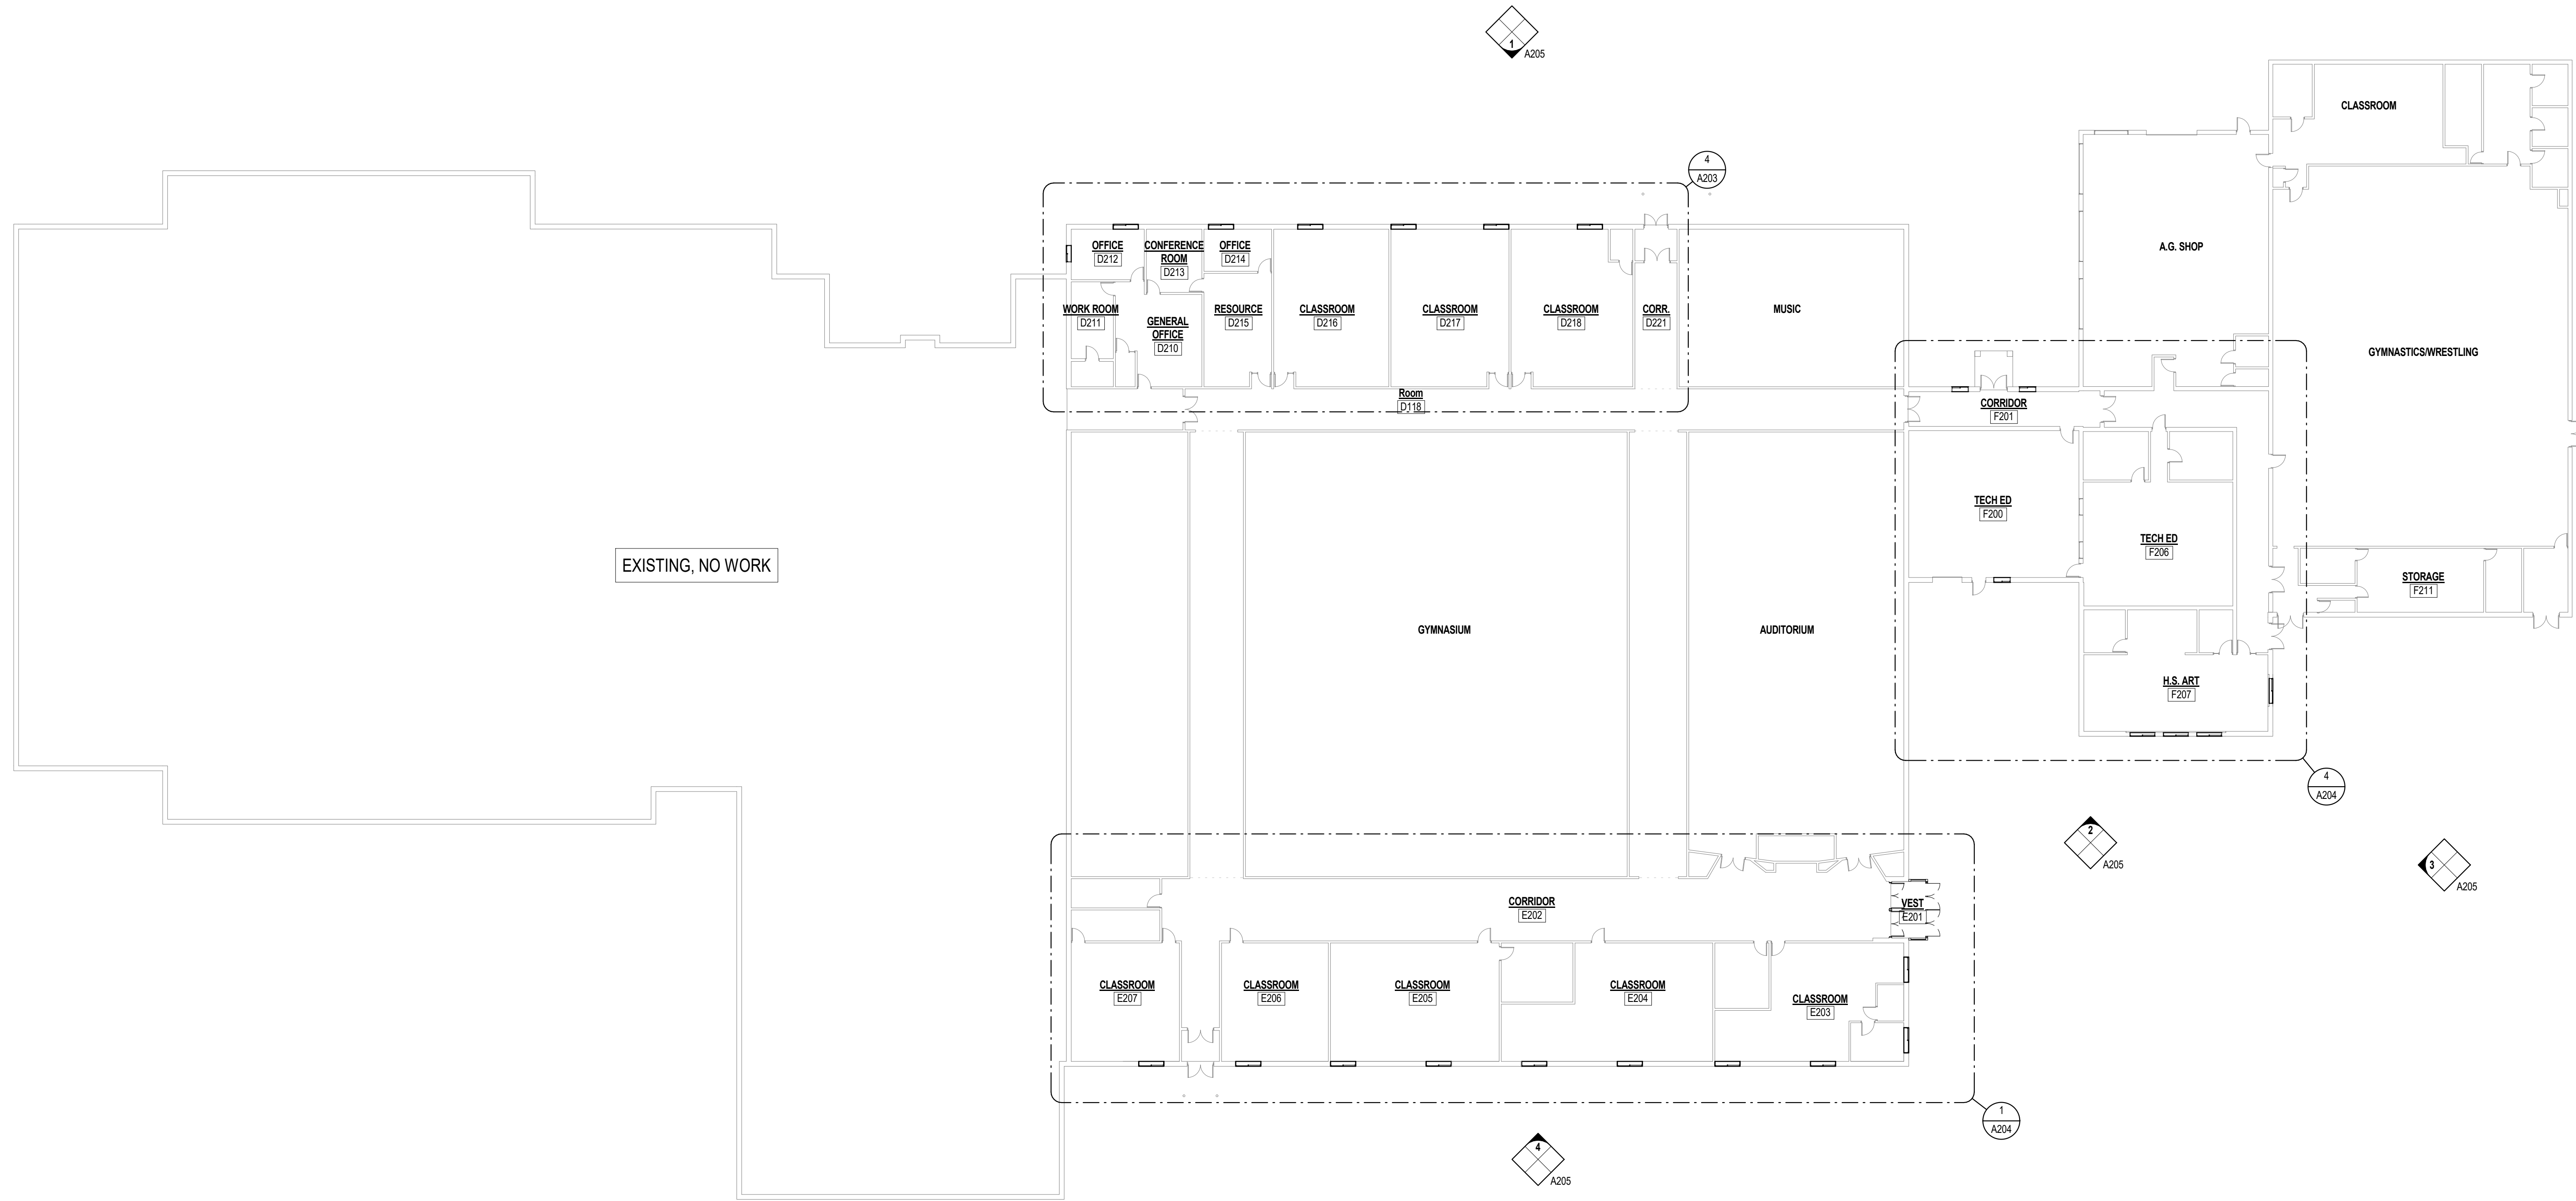 1
A205
CLASSROOM
4
A203
OFFICE
D212
CONFERENCE
ROOM
D213
OFFICE
D214
A.G. SHOP
WORK ROOM
D211
GENERAL
OFFICE
D210
RESOURCE
D215
CLASSROOM
D216
CLASSROOM
D217
CLASSROOM
D218
CORR.
D221
MUSIC
GYMNASTICS/WRESTLING
Room
D118
CORRIDOR
F201
TECH ED
F200
TECH ED
F206
EXISTING, NO WORK
STORAGE
F211
GYMNASIUM
AUDITORIUM
H.S. ART
F207
4
A204
2
A205
3
A205
CORRIDOR
E202
VEST
E201
CLASSROOM
E207
CLASSROOM
E206
CLASSROOM
E205
CLASSROOM
E204
CLASSROOM
E203
1
A204
4
A205